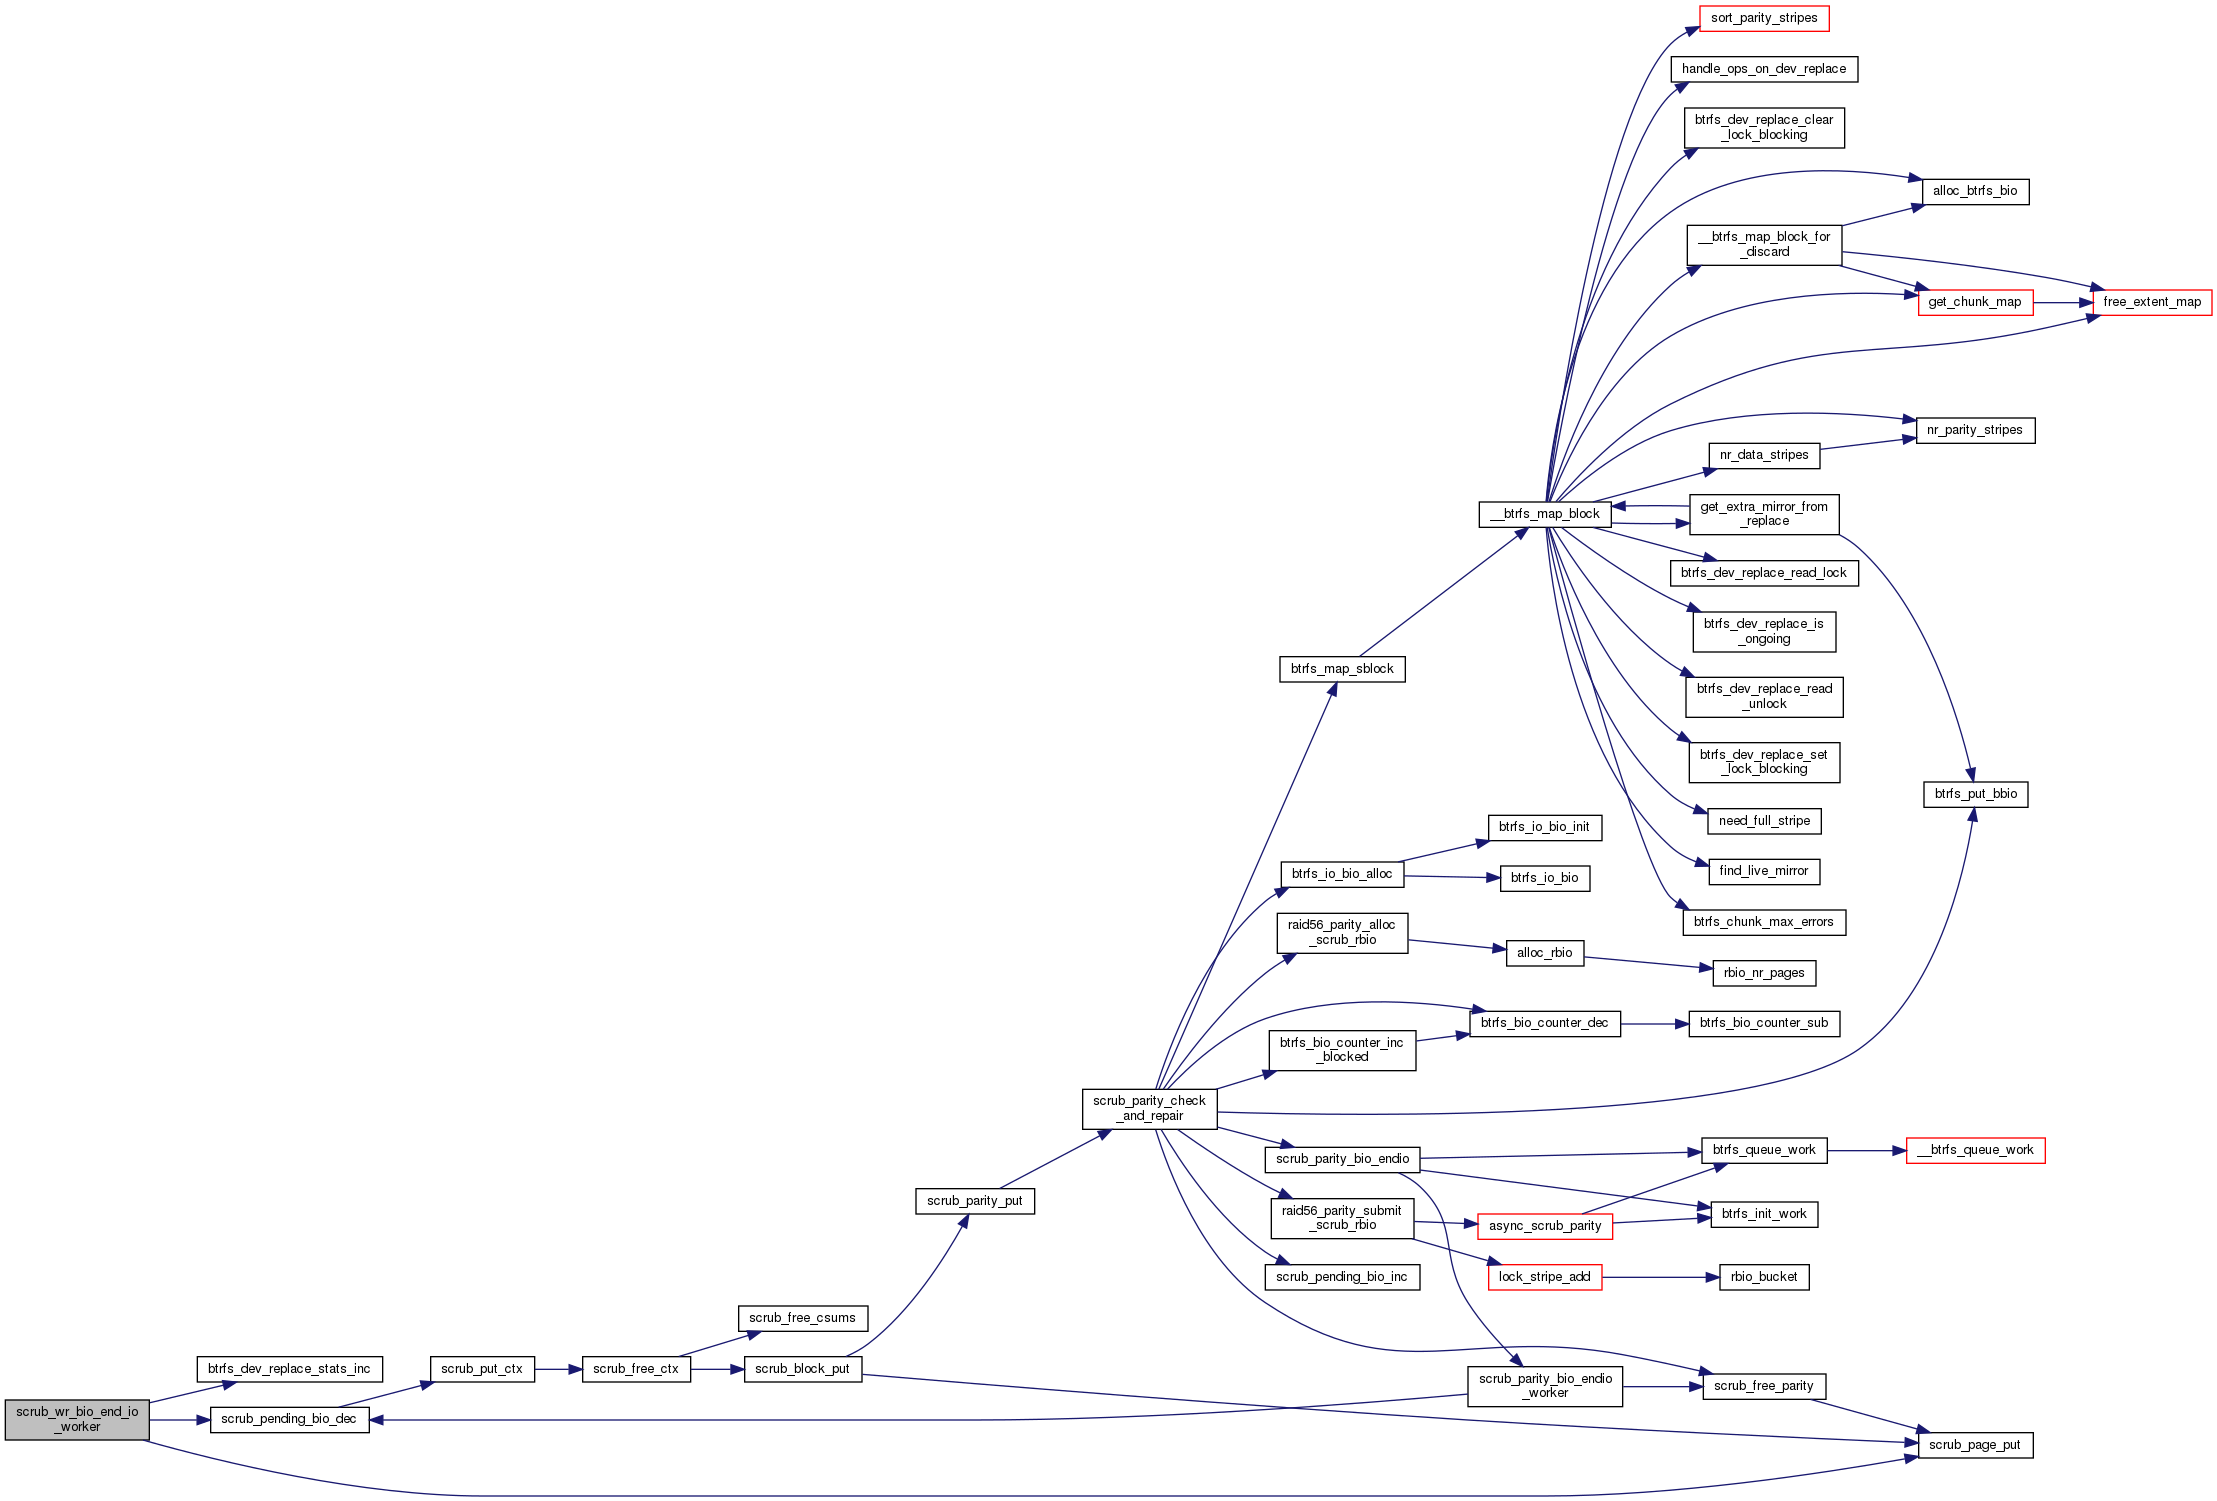 sort_parity_stripes
handle_ops_on_dev_replace
btrfs_dev_replace_clear
_lock_blocking
alloc_btrfs_bio
__btrfs_map_block_for
_discard
get_chunk_map
free_extent_map
nr_parity_stripes
nr_data_stripes
__btrfs_map_block
get_extra_mirror_from
_replace
btrfs_dev_replace_read_lock
btrfs_dev_replace_is
_ongoing
btrfs_map_sblock
btrfs_dev_replace_read
_unlock
btrfs_dev_replace_set
_lock_blocking
btrfs_put_bbio
need_full_stripe
btrfs_io_bio_init
find_live_mirror
btrfs_io_bio_alloc
btrfs_io_bio
btrfs_chunk_max_errors
raid56_parity_alloc
_scrub_rbio
alloc_rbio
rbio_nr_pages
btrfs_bio_counter_dec
btrfs_bio_counter_sub
btrfs_bio_counter_inc
_blocked
scrub_parity_check
_and_repair
scrub_parity_bio_endio
btrfs_queue_work
__btrfs_queue_work
scrub_parity_put
raid56_parity_submit
_scrub_rbio
async_scrub_parity
btrfs_init_work
scrub_pending_bio_inc
lock_stripe_add
rbio_bucket
scrub_free_csums
btrfs_dev_replace_stats_inc
scrub_put_ctx
scrub_free_ctx
scrub_block_put
scrub_parity_bio_endio
_worker
scrub_free_parity
scrub_wr_bio_end_io
_worker
scrub_pending_bio_dec
scrub_page_put